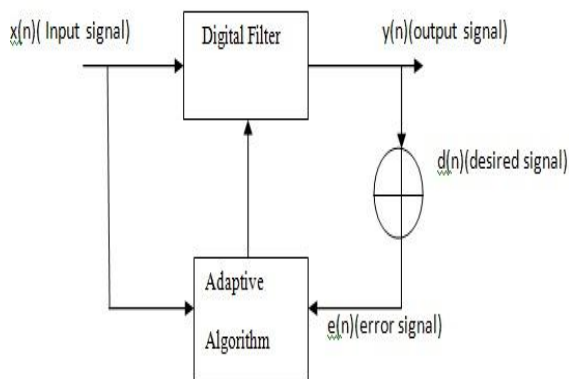 x(n)( Input signal)
Digital Filter
y(n)(output signal)
d(n)(desired signal)
Adaptive
Algorithm
e(n)(error signal)